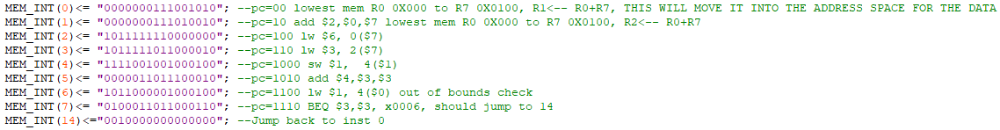 MEM_INT(0)<= "0000000111001010"; --pc=00 lowest mem R0 0X000 to R7 0X0100, R1<-- R0+R7, THIS WILL MOVE IT INTO THE ADDRESS SPACE FOR THE DATA
MEM_INT(1)<= "0000000111010010"; --pc=10 add $2,$0,$7 lowest mem R0 0X000 to R7 0X0100, R2<-- R0+R7
MEM_INT(2)<= "1011111110000000"; --pc=100 lw $6, 0($7)
MEM_INT(3)<= "1011111011000010"; --pc=110 lw $3, 2($7)
MEM_INT(4)<= "1111001001000100"; --pc=1000 sw $1,  4($1)
MEM_INT(5)<= "0000011011100010"; --pc=1010 add $4,$3,$3
MEM_INT(6)<= "1011000001000100"; --pc=1100 lw $1, 4($0) out of bounds check
MEM_INT(7)<= "0100011011000110"; --pc=1110 BEQ $3,$3, x0006, should jump to 14
MEM_INT(14)<="0010000000000000"; --Jump back to inst 0